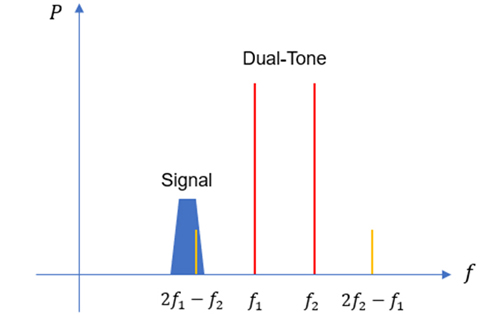 P
Dual-Tone
Signal
f
2f₁ − f₂ f₁ f₂ 2f₂ − f₁